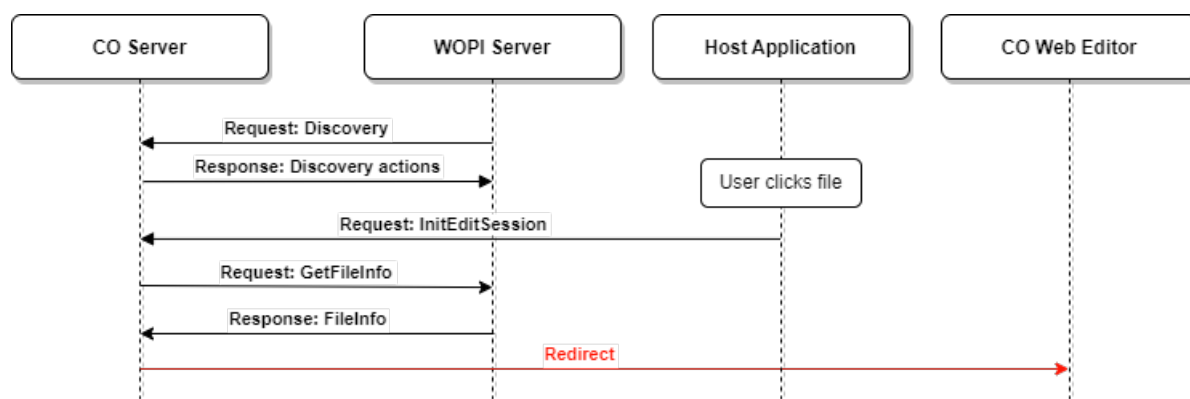 CO Server
WOPI Server
Host Application
CO Web Editor
Request: Discovery
Response: Discovery actions
User clicks file
Request: InitEditSession
Request: GetFileInfo
Response: FileInfo
Redirect